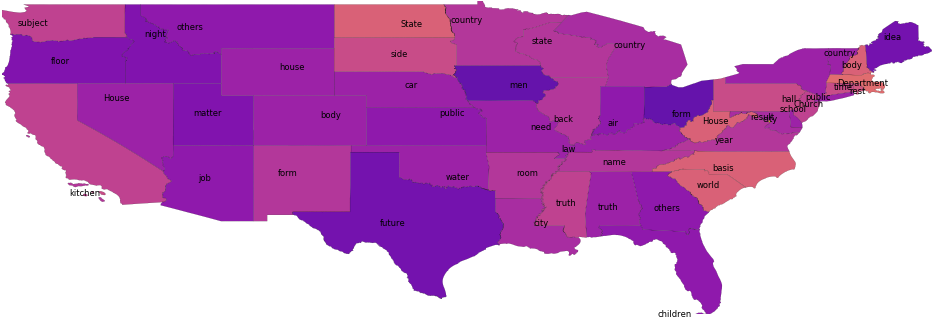 subject
night
others
State
country
state
country
idea
floor
house
side
car
men
country
body
Department
time
rest
House
matter
body
public
need
back
air
form
House
result
city
hall
church
public
school
law
year
job
form
water
room
name
basis
world
kitchen
future
city
truth
truth
others
children